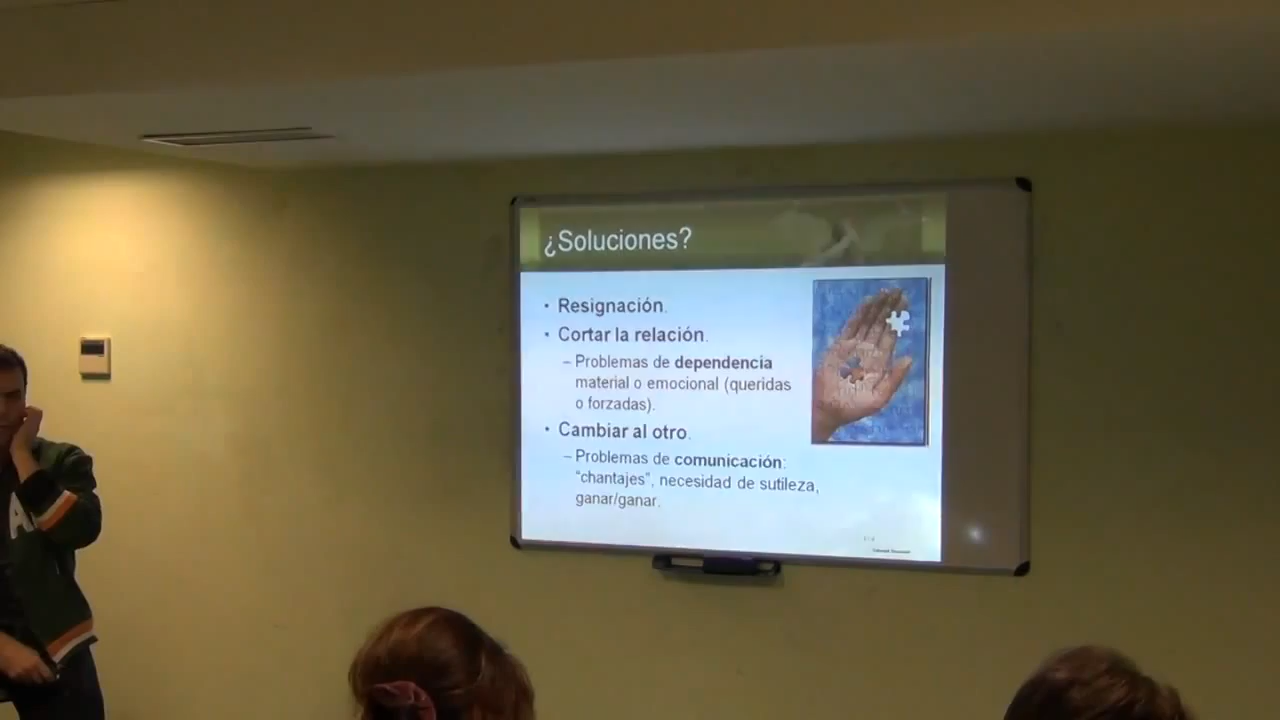 ¿Soluciones?
• Resignación.
• Cortar la relación.
– Problemas de dependencia
material o emocional (queridas
o forzadas).
• Cambiar al otro.
– Problemas de comunicación:
“chantajes”, necesidad de sutileza,
ganar/ganar.
A